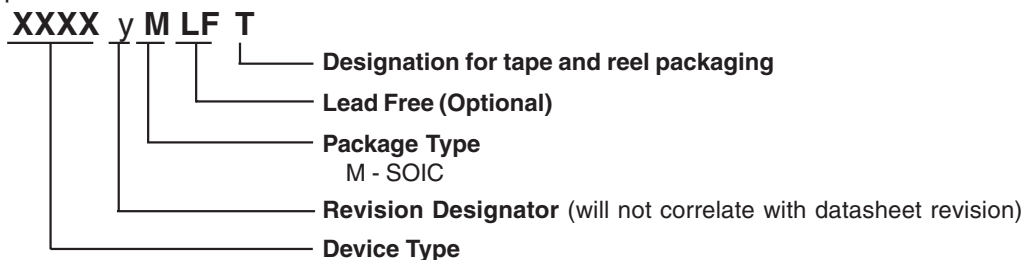 XXXX y M LF T
Designation for tape and reel packaging
Lead Free (Optional)
Package Type
M - SOIC
Revision Designator (will not correlate with datasheet revision)
Device Type